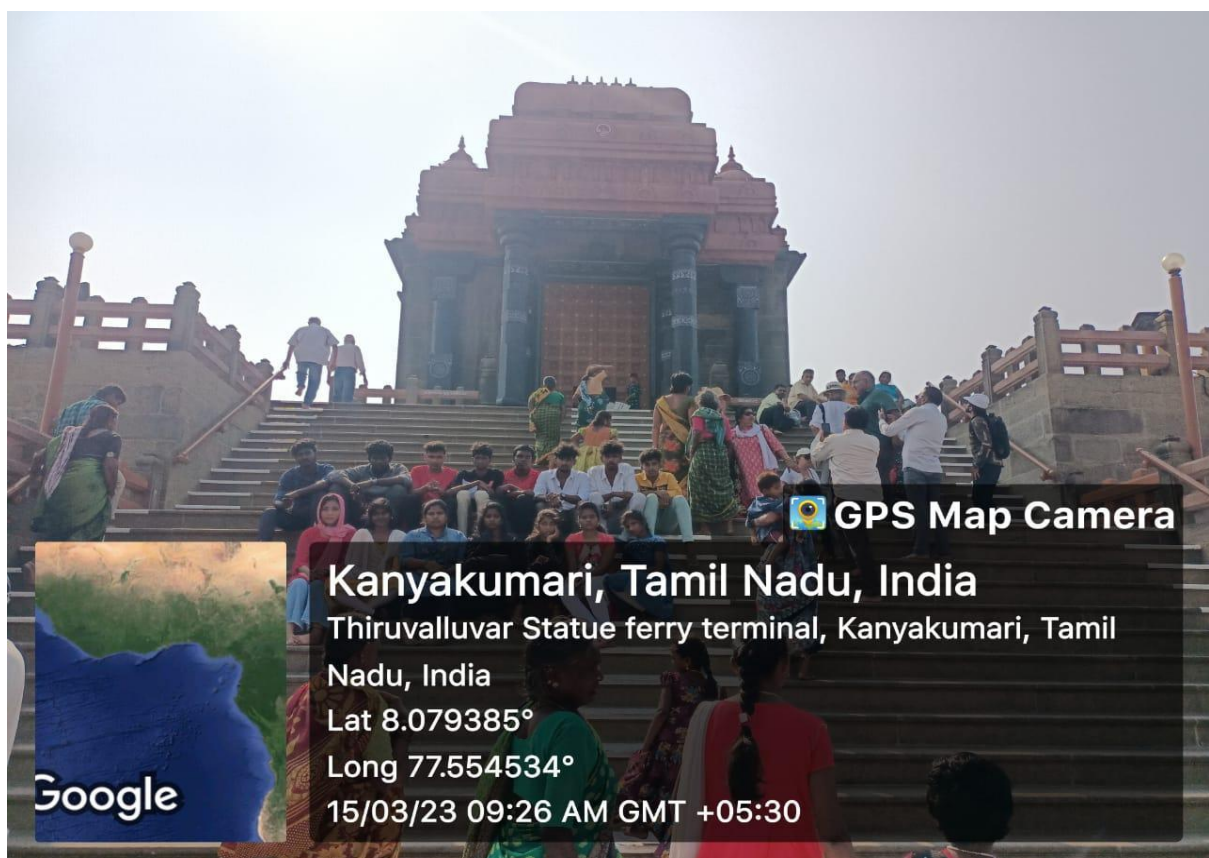 GPS Map Camera
Kanyakumari, Tamil Nadu, India
Thiruvalluvar Statue ferry terminal, Kanyakumari, Tamil
Nadu, India
Lat 8.079385°
Long 77.554534°
15/03/23 09:26 AM GMT +05:30
Google